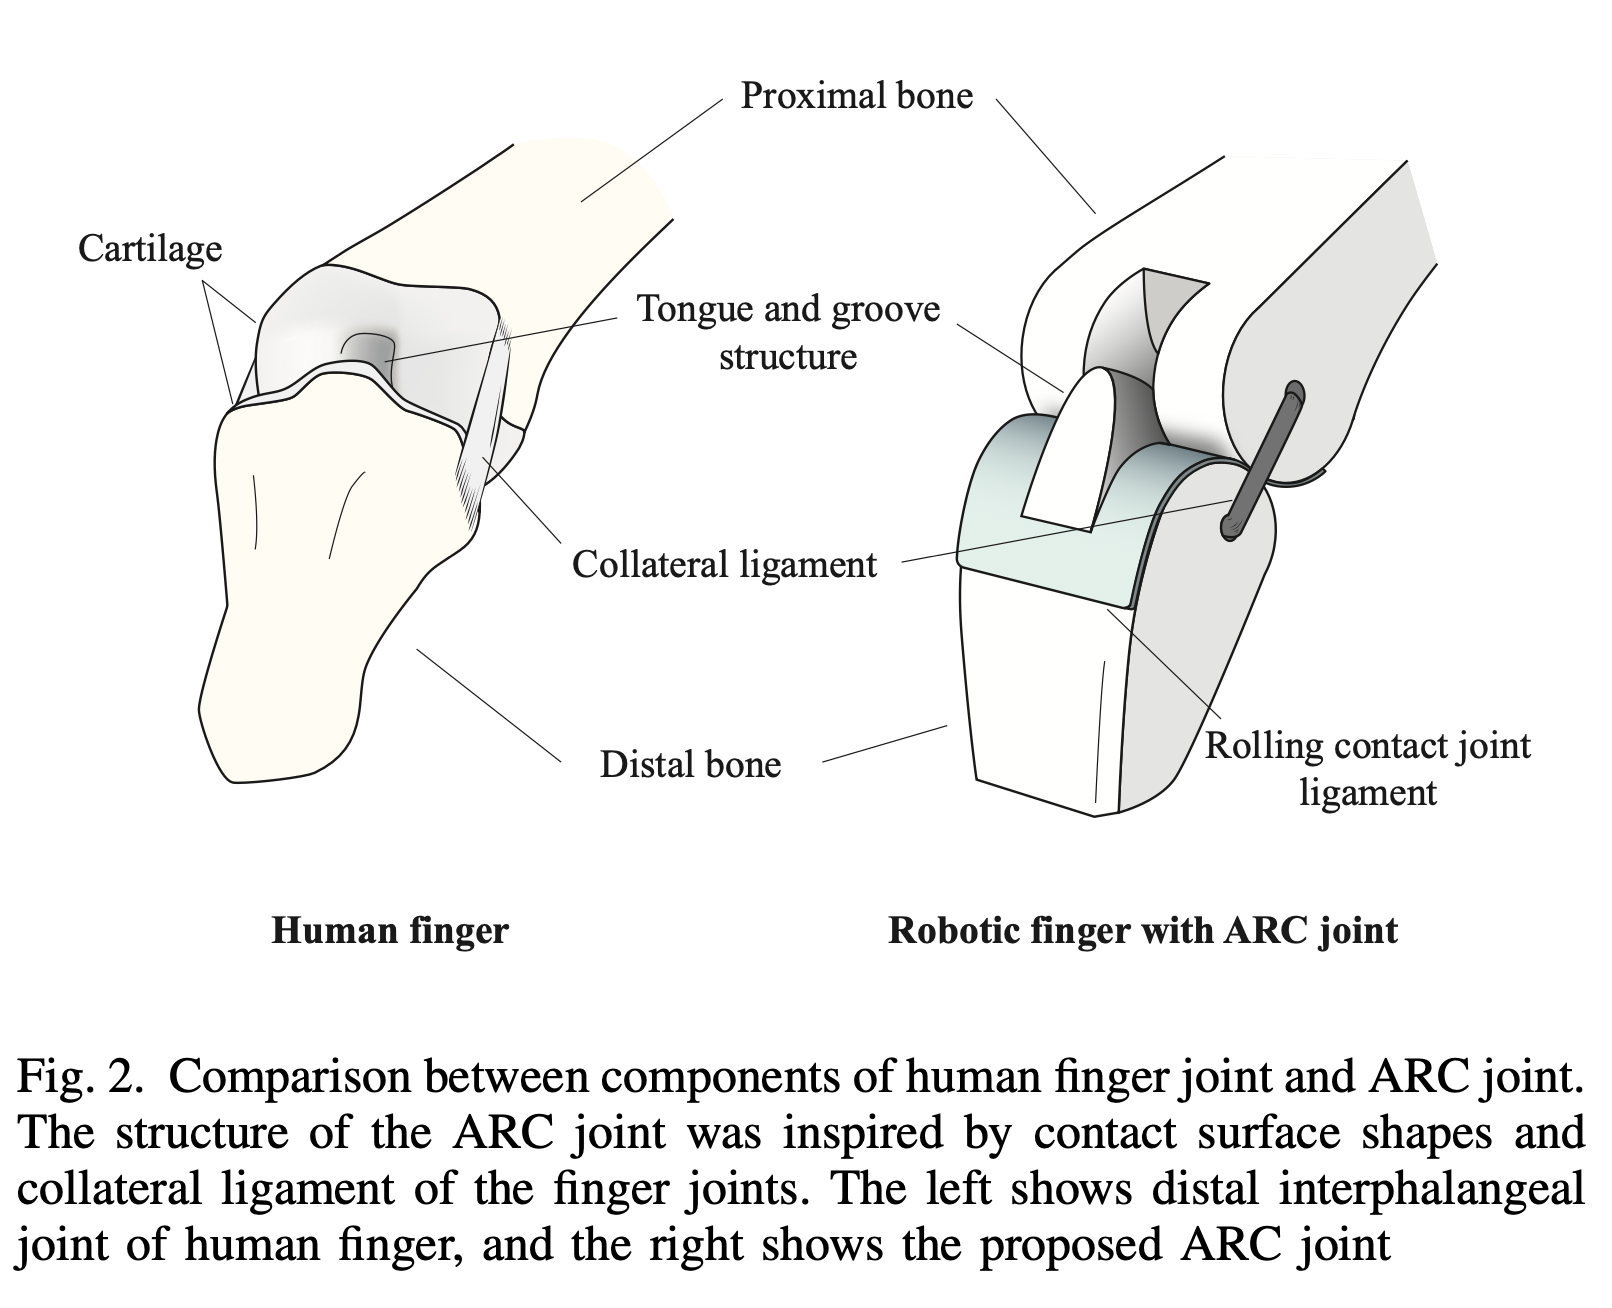 Proximal bone
Cartilage
Tongue and groove
structure
Collateral ligament
Distal bone
Rolling contact joint
ligament
Human finger
Robotic finger with ARC joint
Fig. 2. Comparison between components of human finger joint and ARC joint.
The structure of the ARC joint was inspired by contact surface shapes and
collateral ligament of the finger joints. The left shows distal interphalangeal
joint of human finger, and the right shows the proposed ARC joint